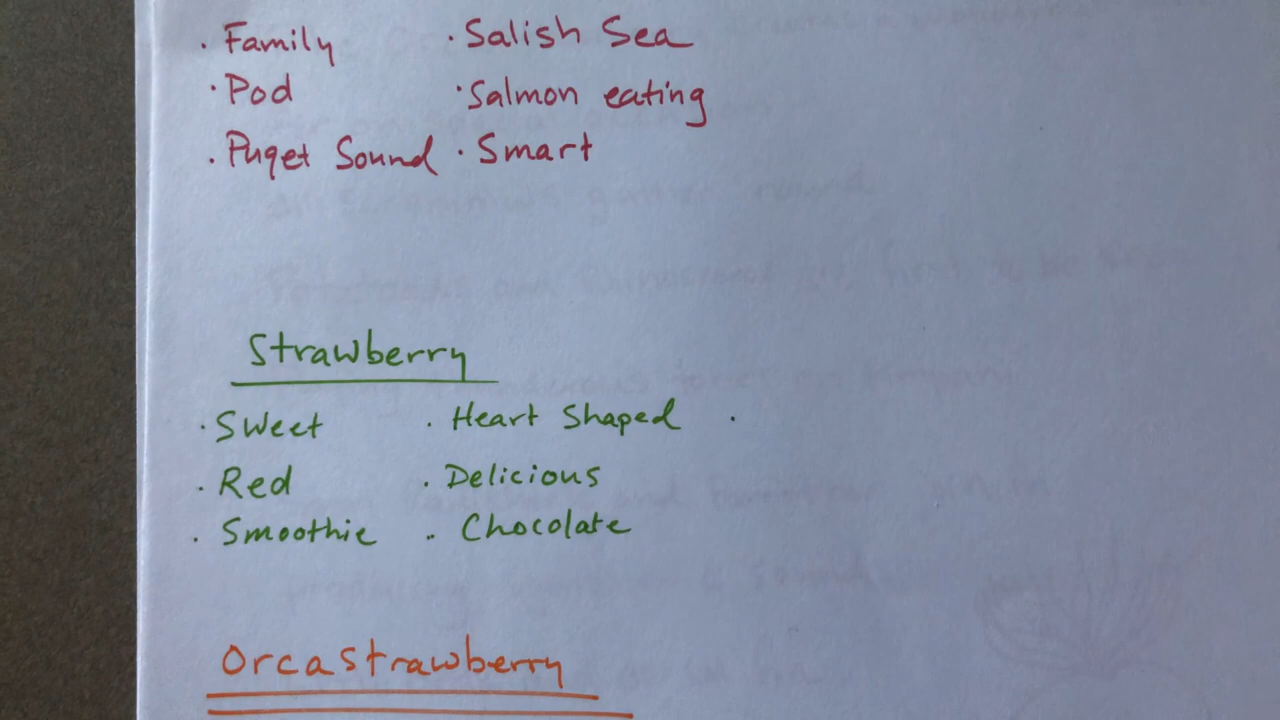 · Family · Salish Sea
· Pod · Salmon eating
· Puget Sound · Smart
Strawberry
· Sweet · Heart Shaped ·
· Red · Delicious
· Smoothie · Chocolate
Orcastrawberry